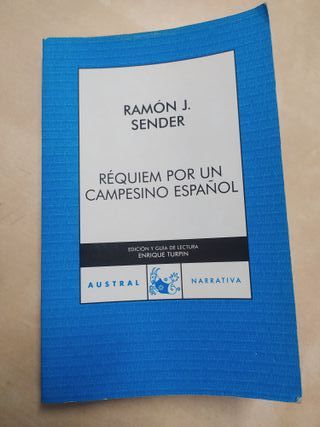 RAMÓN J.
SENDER
RÉQUIEM POR UN
CAMPESINO ESPAÑOL
EDICIÓN Y GUÍA DE LECTURA
ENRIQUE TURPIN
AUSTRAL NARRATIVA